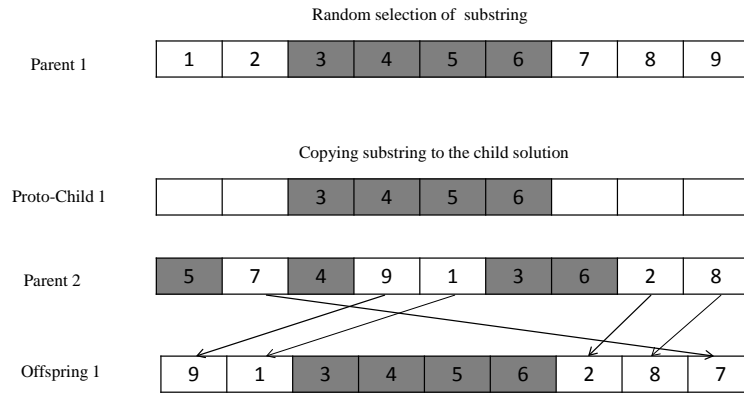 Random selection of substring
Parent 1 1 2 3 4 5 6 7 8 9
Copying substring to the child solution
Proto-Child 1 3 4 5 6
Parent 2 5 7 4 9 1 3 6 2 8
Offspring 1 9 1 3 4 5 6 2 8 7